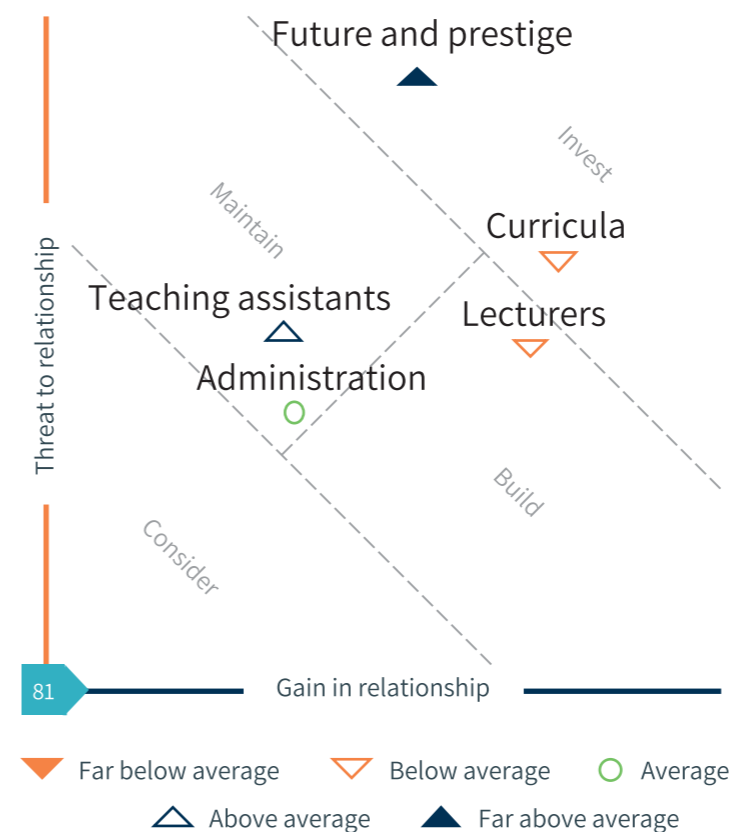 Future and prestige
Invest
Maintain
Curricula
Teaching assistants
Lecturers
Threat to relationship
Administration
Build
Consider
81
Gain in relationship
Far below average
Below average
Average
Above average
Far above average